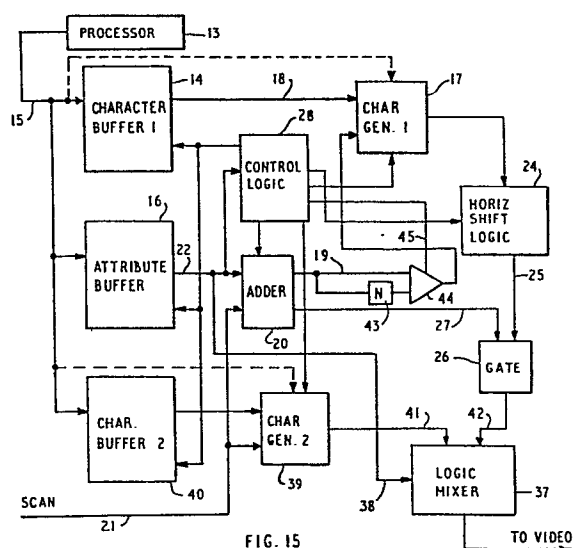 PROCESSOR
13
14
15
CHARACTER
BUFFER 1
18
28
CHAR
GEN. 1
17
CONTROL
LOGIC
24
HORIZ
SHIFT
LOGIC
16
ATTRIBUTE
BUFFER
22
19
45
25
ADDER
N
43
44
27
20
26
GATE
CHAR.
BUFFER 2
40
CHAR
GEN. 2
39
41
42
38
LOGIC
MIXER
37
SCAN
21
TO VIDEO
FIG. 15